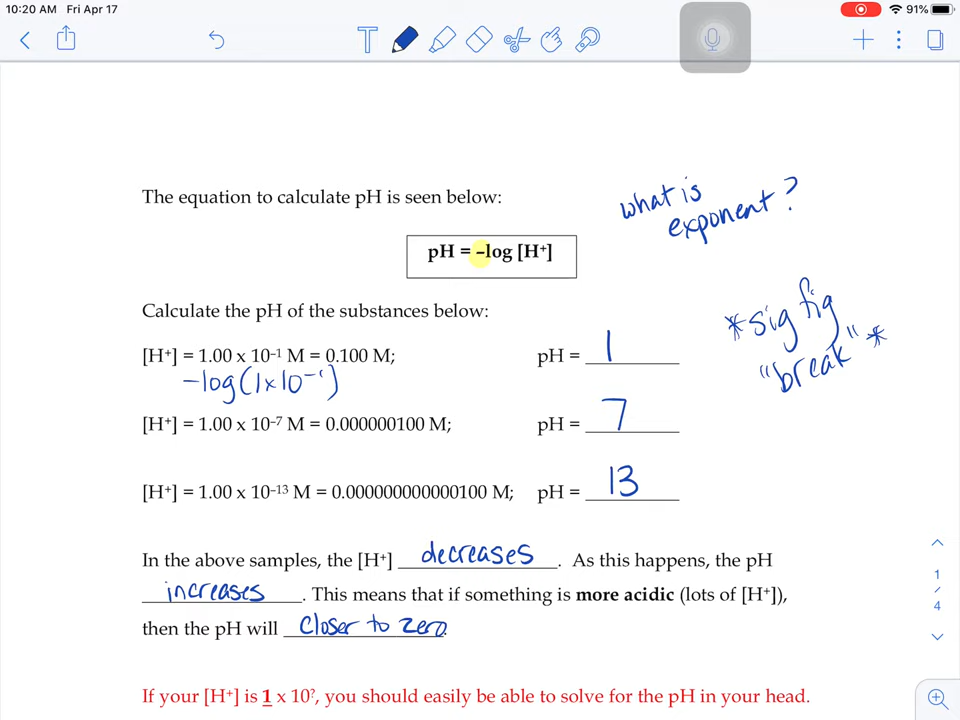 10:20 AM Fri Apr 17
91%
T
The equation to calculate pH is seen below:
what is
exponent?
pH = –log [H⁺]
Calculate the pH of the substances below:
*sig fig
"break"*
[H⁺] = 1.00 x 10⁻¹ M = 0.100 M; pH = 1
-log(1x10⁻¹)
[H⁺] = 1.00 x 10⁻⁷ M = 0.000000100 M; pH = 7
[H⁺] = 1.00 x 10⁻¹³ M = 0.000000000000100 M; pH = 13
In the above samples, the [H⁺] decreases. As this happens, the pH
increases. This means that if something is more acidic (lots of [H⁺]),
then the pH will closer to zero.
1
/
4
If your [H⁺] is 1 x 10?, you should easily be able to solve for the pH in your head.